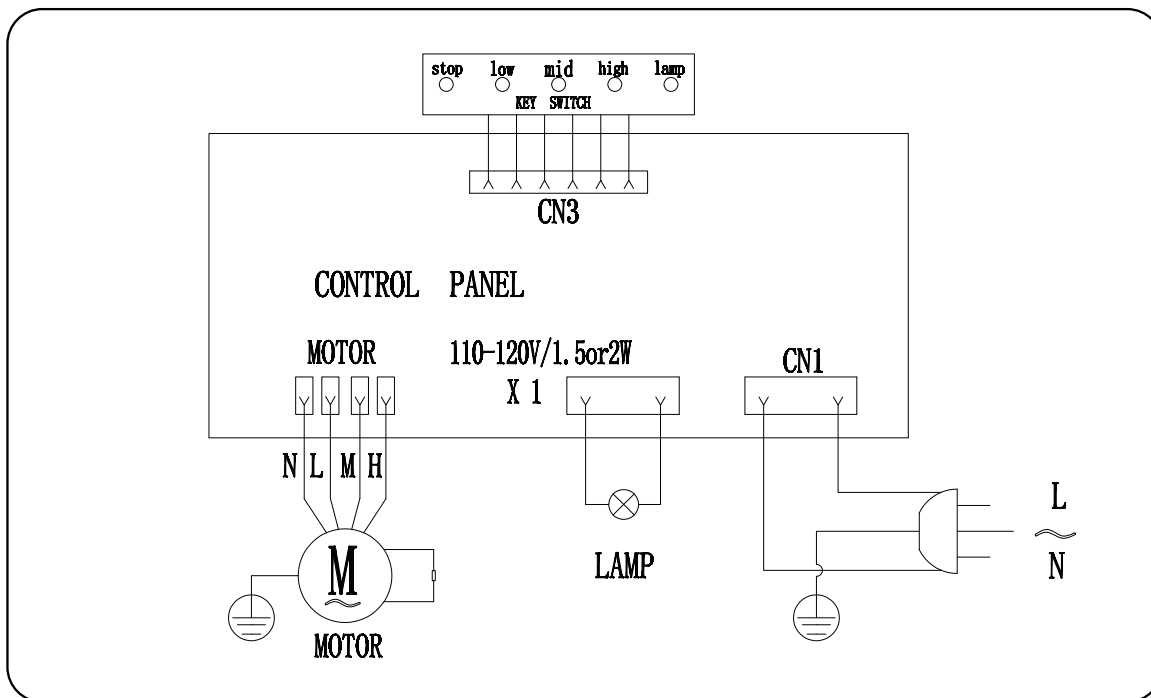 stop low mid high lamp
KEY SWITCH
CN3
CONTROL PANEL
MOTOR
110-120V/1.5or2W
X 1
CN1
N L M H
M
MOTOR
LAMP
L
N